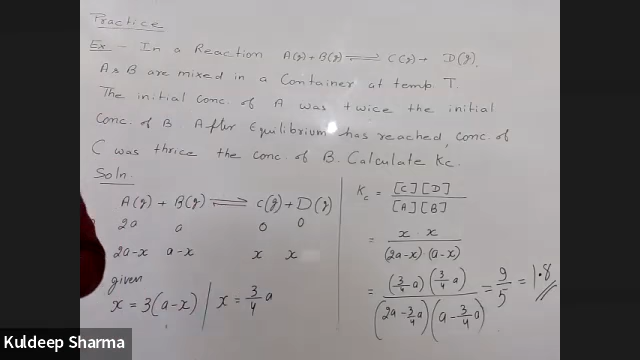 Practice
Ex - In a Reaction A(g) + B(g) ⇌ C(g) + D(g).
A & B are mixed in a Container at temp T.
The initial conc. of A was twice the initial
conc. of B. After Equilibrium has reached, conc. of
C was thrice the conc. of B. Calculate Kc.
Soln.
A(g) + B(g) ⇌ C(g) + D(g)
2a a 0 0
2a-x a-x x x
given
x = 3(a-x) | x = 3/4 a
Kc = [C][D] / [A][B]
= x · x / (2a-x)(a-x)
= (3/4 a)(3/4 a) / (2a - 3/4 a)(a - 3/4 a) = 9/5 = 1.8
Kuldeep Sharma